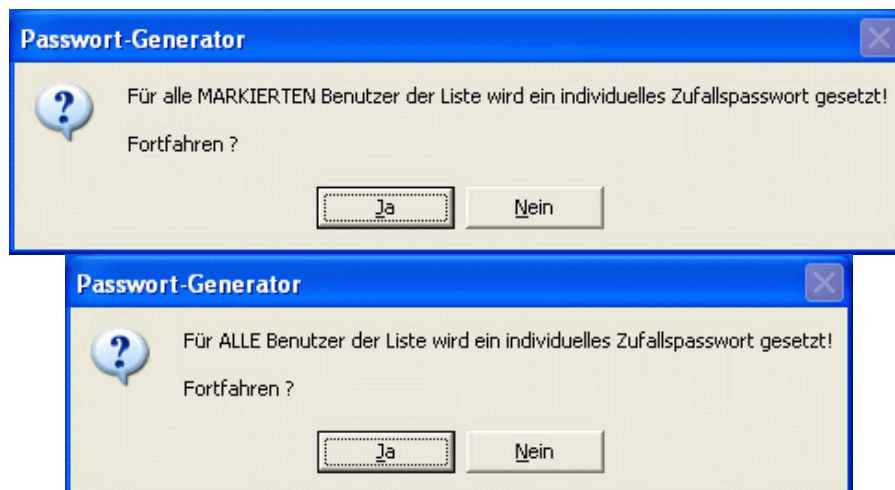 Passwort-Generator
Für alle MARKIERTEN Benutzer der Liste wird ein individuelles Zufallspasswort gesetzt!
Fortfahren ?
Ja Nein
Passwort-Generator
Für ALLE Benutzer der Liste wird ein individuelles Zufallspasswort gesetzt!
Fortfahren ?
Ja Nein